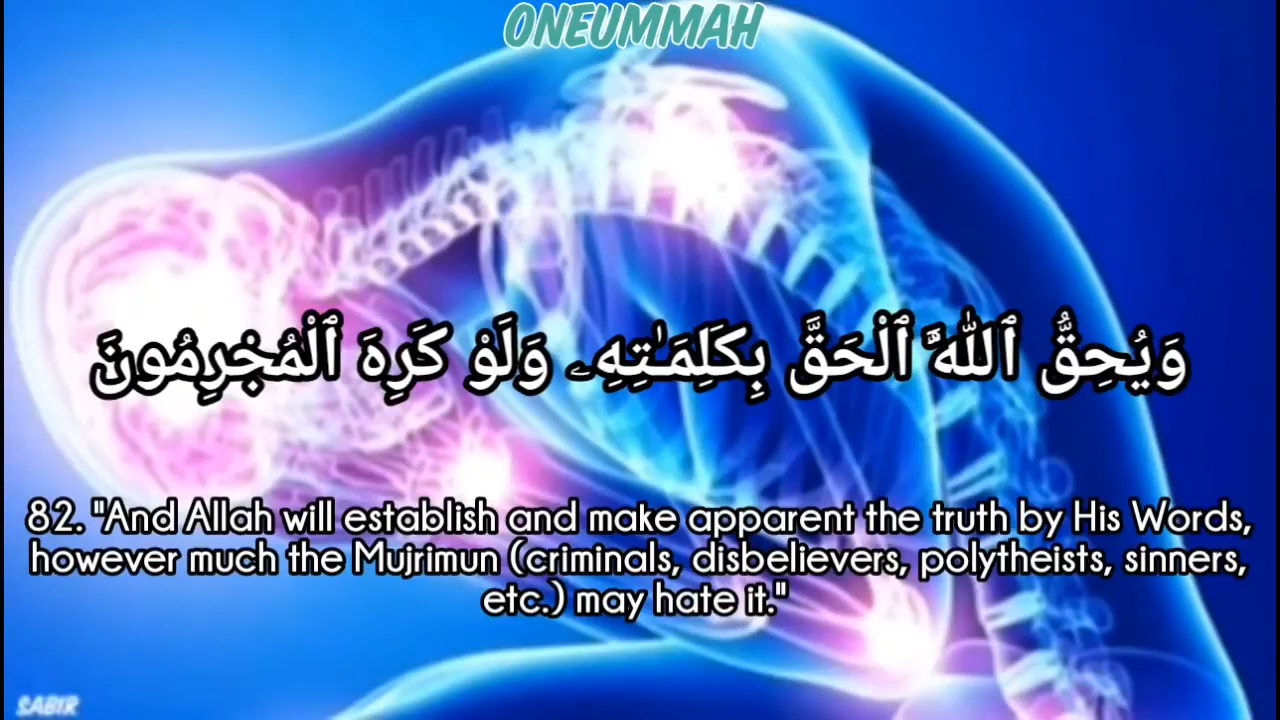 ONEUMMAH
وَيُحِقُّ ٱللَّهُ ٱلْحَقَّ بِكَلِمَـٰتِهِۦ وَلَوْ كَرِهَ ٱلْمُجْرِمُونَ
82. "And Allah will establish and make apparent the truth by His Words,
however much the Mujrimun (criminals, disbelievers, polytheists, sinners,
etc.) may hate it."
SABIR